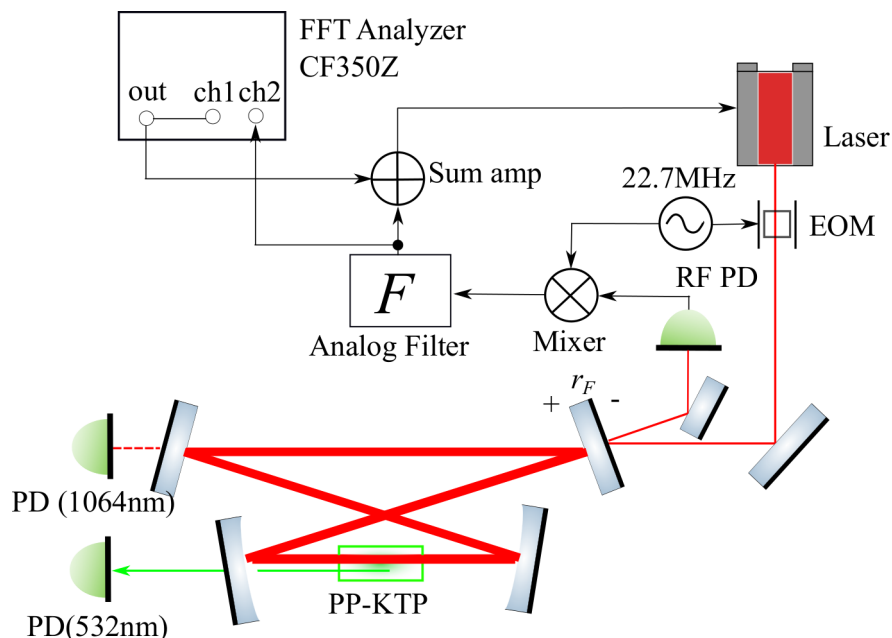 FFT Analyzer
CF350Z
out ch1 ch2
Sum amp
Laser
22.7MHz
EOM
RF PD
F
Analog Filter
Mixer
+ r_F -
PD (1064nm)
PP-KTP
PD(532nm)